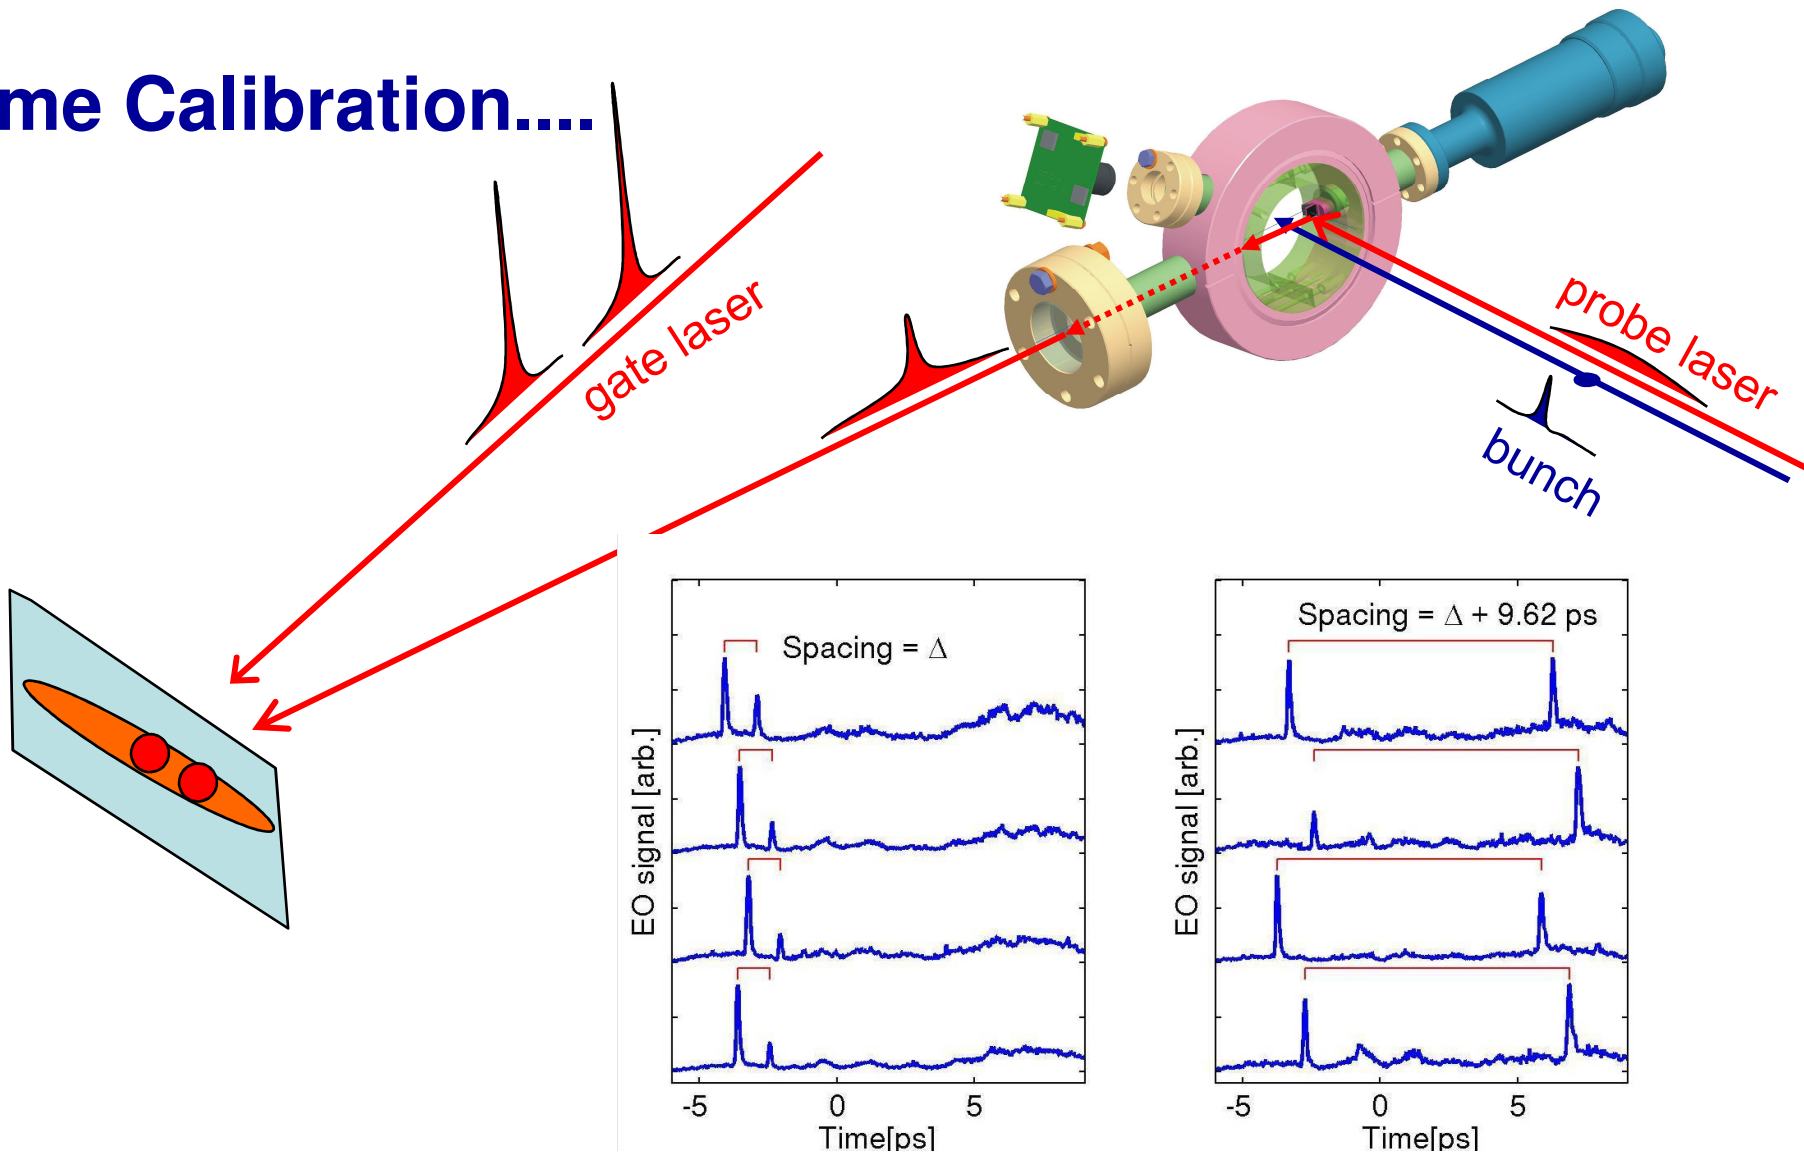 me Calibration....
gate laser
probe laser
bunch
Spacing = Δ
EO signal [arb.]
-5 0 5
Time[ps]
Spacing = Δ + 9.62 ps
EO signal [arb.]
-5 0 5
Time[ps]